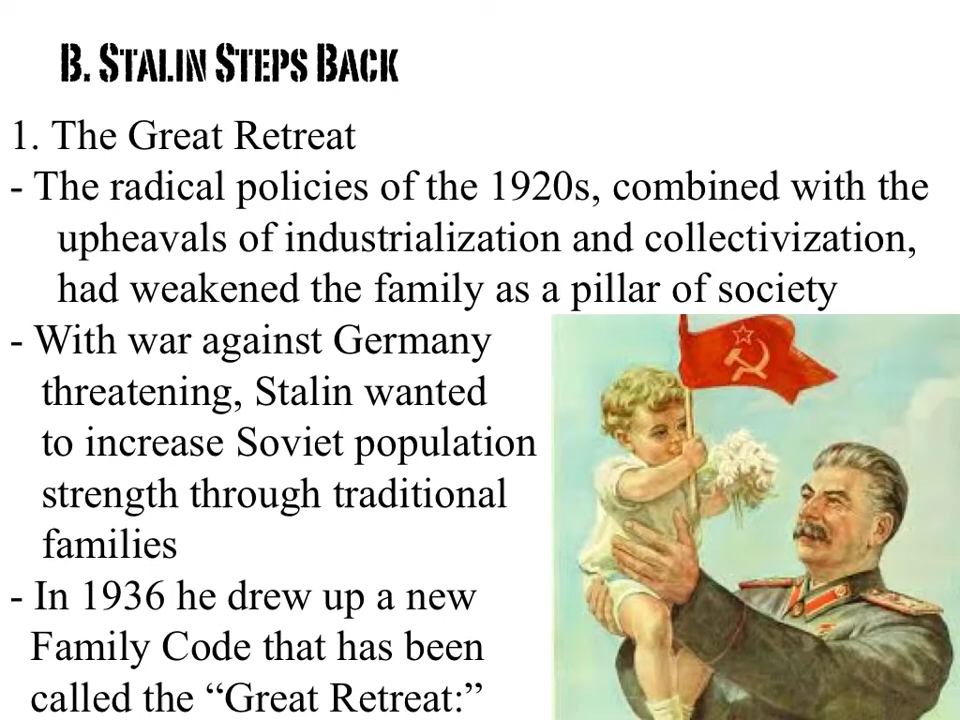 B. Stalin Steps Back
1. The Great Retreat
- The radical policies of the 1920s, combined with the
upheavals of industrialization and collectivization,
had weakened the family as a pillar of society
- With war against Germany
threatening, Stalin wanted
to increase Soviet population
strength through traditional
families
- In 1936 he drew up a new
Family Code that has been
called the “Great Retreat:”